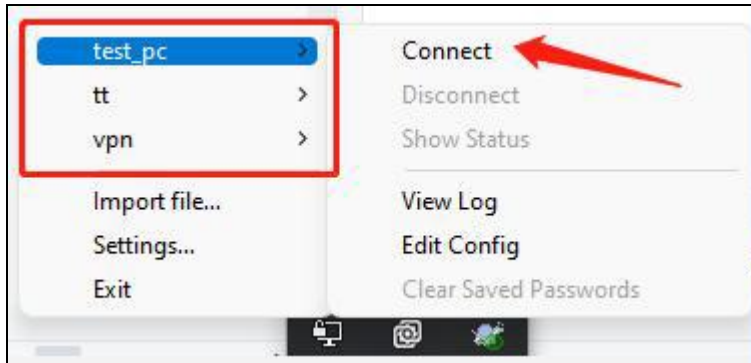 test_pc
tt
vpn
Import file...
Settings...
Exit
Connect
Disconnect
Show Status
View Log
Edit Config
Clear Saved Passwords